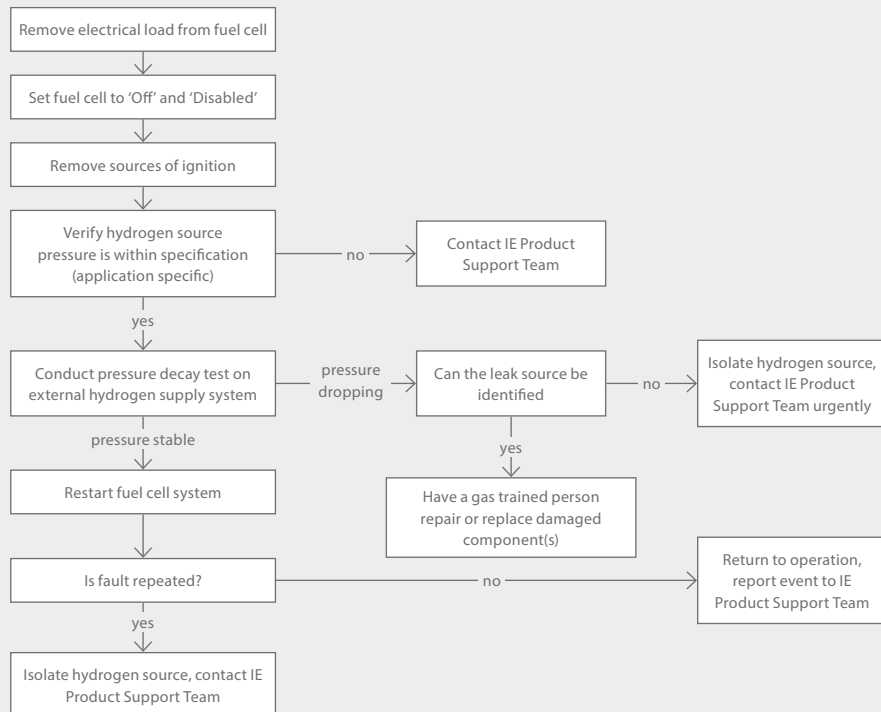 Remove electrical load from fuel cell
Set fuel cell to ‘Off’ and ‘Disabled’
Remove sources of ignition
Verify hydrogen source
pressure is within specification
(application specific)
no
Contact IE Product
Support Team
yes
Conduct pressure decay test on
external hydrogen supply system
pressure
dropping
Can the leak source be
identified
no
Isolate hydrogen source,
contact IE Product
Support Team urgently
pressure stable
yes
Restart fuel cell system
Have a gas trained person
repair or replace damaged
component(s)
Is fault repeated?
no
Return to operation,
report event to IE
Product Support Team
yes
Isolate hydrogen source, contact IE
Product Support Team